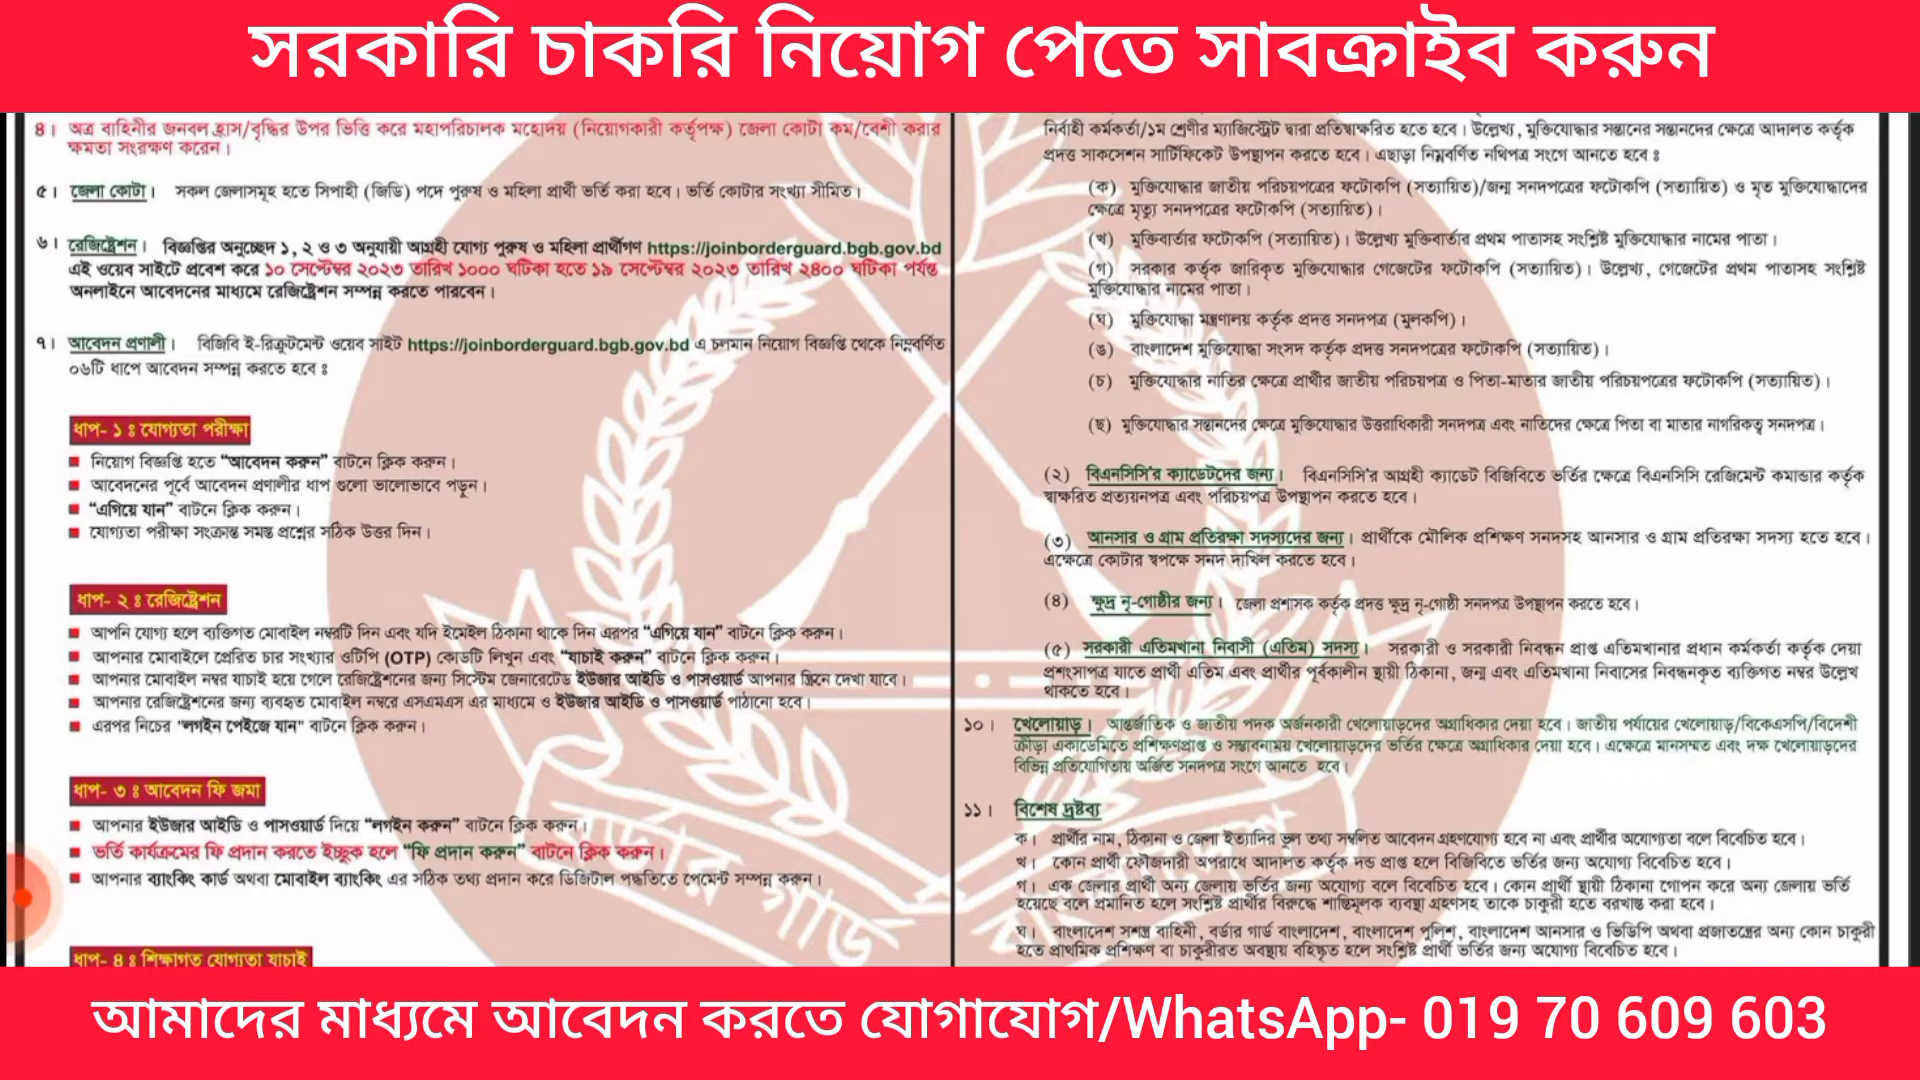 সরকারি চাকরি নিয়োগ পেতে সাবক্রাইব করুন
৪। অত্র বাহিনীর জনবল হ্রাস/বৃদ্ধির উপর ভিত্তি করে মহাপরিচালক মহোদয় (নিয়োগকারী কর্তৃপক্ষ) জেলা কোটা কম/বেশী করার
ক্ষমতা সংরক্ষণ করেন।
৫। জেলা কোটা। সকল জেলাসমূহ হতে সিপাহী (জিডি) পদে পুরুষ ও মহিলা প্রার্থী ভর্তি করা হবে। ভর্তি কোটার সংখ্যা সীমিত।
৬। রেজিষ্ট্রেশন। বিজ্ঞপ্তির অনুচ্ছেদ ১, ২ ও ৩ অনুযায়ী আগ্রহী যোগ্য পুরুষ ও মহিলা প্রার্থীগণ https://joinborderguard.bgb.gov.bd
এই ওয়েব সাইটে প্রবেশ করে ১০ সেপ্টেম্বর ২০২৩ তারিখ ১০০০ ঘটিকা হতে ১৯ সেপ্টেম্বর ২০২৩ তারিখ ২৪০০ ঘটিকা পর্যন্ত
অনলাইনে আবেদনের মাধ্যমে রেজিষ্ট্রেশন সম্পন্ন করতে পারবেন।
৭। আবেদন প্রণালী। বিজিবি ই-রিক্রুটমেন্ট ওয়েব সাইট https://joinborderguard.bgb.gov.bd এ চলমান নিয়োগ বিজ্ঞপ্তি থেকে নিম্নবর্ণিত
০৬টি ধাপে আবেদন সম্পন্ন করতে হবে ঃ
ধাপ- ১ ঃ যোগ্যতা পরীক্ষা
নিয়োগ বিজ্ঞপ্তি হতে “আবেদন করুন” বাটনে ক্লিক করুন।
আবেদনের পূর্বে আবেদন প্রণালীর ধাপ গুলো ভালোভাবে পড়ুন।
“এগিয়ে যান” বাটনে ক্লিক করুন।
যোগ্যতা পরীক্ষা সংক্রান্ত সমস্ত প্রশ্নের সঠিক উত্তর দিন।
ধাপ- ২ ঃ রেজিষ্ট্রেশন
আপনি যোগ্য হলে ব্যক্তিগত মোবাইল নম্বরটি দিন এবং যদি ইমেইল ঠিকানা থাকে দিন এরপর “এগিয়ে যান” বাটনে ক্লিক করুন।
আপনার মোবাইলে প্রেরিত চার সংখ্যার ওটিপি (OTP) কোডটি লিখুন এবং “যাচাই করুন” বাটনে ক্লিক করুন।
আপনার মোবাইল নম্বর যাচাই হয়ে গেলে রেজিষ্ট্রেশনের জন্য সিস্টেম জেনারেটেড ইউজার আইডি ও পাসওয়ার্ড আপনার স্ক্রিনে দেখা যাবে।
আপনার রেজিষ্ট্রেশনের জন্য ব্যবহৃত মোবাইল নম্বরে এসএমএস এর মাধ্যমে ও ইউজার আইডি ও পাসওয়ার্ড পাঠানো হবে।
এরপর নিচের "লগইন পেইজে যান" বাটনে ক্লিক করুন।
ধাপ- ৩ ঃ আবেদন ফি জমা
আপনার ইউজার আইডি ও পাসওয়ার্ড দিয়ে “লগইন করুন” বাটনে ক্লিক করুন।
ভর্তি কার্যক্রমের ফি প্রদান করতে ইচ্ছুক হলে “ফি প্রদান করুন” বাটনে ক্লিক করুন।
আপনার ব্যাংকিং কার্ড অথবা মোবাইল ব্যাংকিং এর সঠিক তথ্য প্রদান করে ডিজিটাল পদ্ধতিতে পেমেন্ট সম্পন্ন করুন।
ধাপ- ৪ ঃ শিক্ষাগত যোগ্যতা যাচাই
নির্বাহী কর্মকর্তা/১ম শ্রেণীর ম্যাজিস্ট্রেট দ্বারা প্রতিস্বাক্ষরিত হতে হবে। উল্লেখ্য, মুক্তিযোদ্ধার সন্তানের সন্তানদের ক্ষেত্রে আদালত কর্তৃক
প্রদত্ত সাকসেশন সার্টিফিকেট উপস্থাপন করতে হবে। এছাড়া নিম্নবর্ণিত নথিপত্র সংগে আনতে হবে ঃ
(ক) মুক্তিযোদ্ধার জাতীয় পরিচয়পত্রের ফটোকপি (সত্যায়িত)/জন্ম সনদপত্রের ফটোকপি (সত্যায়িত) ও মৃত মুক্তিযোদ্ধাদের
ক্ষেত্রে মৃত্যু সনদপত্রের ফটোকপি (সত্যায়িত)।
(খ) মুক্তিবার্তার ফটোকপি (সত্যায়িত)। উল্লেখ্য মুক্তিবার্তার প্রথম পাতাসহ সংশ্লিষ্ট মুক্তিযোদ্ধার নামের পাতা।
(গ) সরকার কর্তৃক জারিকৃত মুক্তিযোদ্ধার গেজেটের ফটোকপি (সত্যায়িত)। উল্লেখ্য, গেজেটের প্রথম পাতাসহ সংশ্লিষ্ট
মুক্তিযোদ্ধার নামের পাতা।
(ঘ) মুক্তিযোদ্ধা মন্ত্রণালয় কর্তৃক প্রদত্ত সনদপত্র (মুলকপি)।
(ঙ) বাংলাদেশ মুক্তিযোদ্ধা সংসদ কর্তৃক প্রদত্ত সনদপত্রের ফটোকপি (সত্যায়িত)।
(চ) মুক্তিযোদ্ধার নাতির ক্ষেত্রে প্রার্থীর জাতীয় পরিচয়পত্র ও পিতা-মাতার জাতীয় পরিচয়পত্রের ফটোকপি (সত্যায়িত)।
(ছ) মুক্তিযোদ্ধার সন্তানদের ক্ষেত্রে মুক্তিযোদ্ধার উত্তরাধিকারী সনদপত্র এবং নাতিদের ক্ষেত্রে পিতা বা মাতার নাগরিকত্ব সনদপত্র।
(২) বিএনসিসি'র ক্যাডেটদের জন্য। বিএনসিসি'র আগ্রহী ক্যাডেট বিজিবিতে ভর্তির ক্ষেত্রে বিএনসিসি রেজিমেন্ট কমান্ডার কর্তৃক
স্বাক্ষরিত প্রত্যয়নপত্র এবং পরিচয়পত্র উপস্থাপন করতে হবে।
(৩) আনসার ও গ্রাম প্রতিরক্ষা সদস্যদের জন্য। প্রার্থীকে মৌলিক প্রশিক্ষণ সনদসহ আনসার ও গ্রাম প্রতিরক্ষা সদস্য হতে হবে।
এক্ষেত্রে কোটার স্বপক্ষে সনদ দাখিল করতে হবে।
(৪) ক্ষুদ্র নৃ-গোষ্ঠীর জন্য। জেলা প্রশাসক কর্তৃক প্রদত্ত ক্ষুদ্র নৃ-গোষ্ঠী সনদপত্র উপস্থাপন করতে হবে।
(৫) সরকারী এতিমখানা নিবাসী (এতিম) সদস্য। সরকারী ও সরকারী নিবন্ধন প্রাপ্ত এতিমখানার প্রধান কর্মকর্তা কর্তৃক দেয়া
প্রশংসাপত্র যাতে প্রার্থী এতিম এবং প্রার্থীর পূর্বকালীন স্থায়ী ঠিকানা, জন্ম এবং এতিমখানা নিবাসের নিবন্ধনকৃত ব্যক্তিগত নম্বর উল্লেখ
থাকতে হবে।
১০। খেলোয়াড়। আন্তর্জাতিক ও জাতীয় পদক অর্জনকারী খেলোয়াড়দের অগ্রাধিকার দেয়া হবে। জাতীয় পর্যায়ের খেলোয়াড়/বিকেএসপি/বিদেশী
ক্রীড়া একাডেমিতে প্রশিক্ষণপ্রাপ্ত ও সম্ভাবনাময় খেলোয়াড়দের ভর্তির ক্ষেত্রে অগ্রাধিকার দেয়া হবে। এক্ষেত্রে মানসম্মত এবং দক্ষ খেলোয়াড়দের
বিভিন্ন প্রতিযোগিতায় অর্জিত সনদপত্র সংগে আনতে হবে।
১১। বিশেষ দ্রষ্টব্য
ক। প্রার্থীর নাম, ঠিকানা ও জেলা ইত্যাদির ভুল তথ্য সম্বলিত আবেদন গ্রহণযোগ্য হবে না এবং প্রার্থীর অযোগ্যতা বলে বিবেচিত হবে।
খ। কোন প্রার্থী ফৌজদারী অপরাধে আদালত কর্তৃক দন্ড প্রাপ্ত হলে বিজিবিতে ভর্তির জন্য অযোগ্য বিবেচিত হবে।
গ। এক জেলার প্রার্থী অন্য জেলায় ভর্তির জন্য অযোগ্য বলে বিবেচিত হবে। কোন প্রার্থী স্থায়ী ঠিকানা গোপন করে অন্য জেলায় ভর্তি
হয়েছে বলে প্রমানিত হলে সংশ্লিষ্ট প্রার্থীর বিরুদ্ধে শাস্তিমূলক ব্যবস্থা গ্রহণসহ তাকে চাকুরী হতে বরখাস্ত করা হবে।
ঘ। বাংলাদেশ সশস্ত্র বাহিনী, বর্ডার গার্ড বাংলাদেশ, বাংলাদেশ পুলিশ, বাংলাদেশ আনসার ও ভিডিপি অথবা প্রজাতন্ত্রের অন্য কোন চাকুরী
হতে প্রাথমিক প্রশিক্ষণ বা চাকুরীরত অবস্থায় বহিষ্কৃত হলে সংশ্লিষ্ট প্রার্থী ভর্তির জন্য অযোগ্য বিবেচিত হবে।
বর্ডার গার্ড বাংলাদেশ
আমাদের মাধ্যমে আবেদন করতে যোগাযোগ/WhatsApp- 019 70 609 603